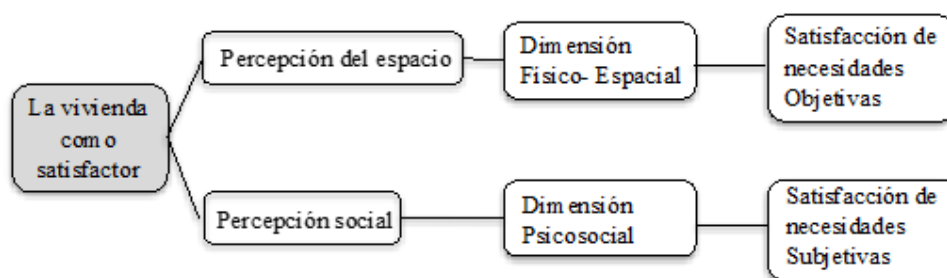 La vivienda
como
satisfactor
Percepción del espacio
Dimensión
Físico- Espacial
Satisfacción de
necesidades
Objetivas
Percepción social
Dimensión
Psicosocial
Satisfacción de
necesidades
Subjetivas